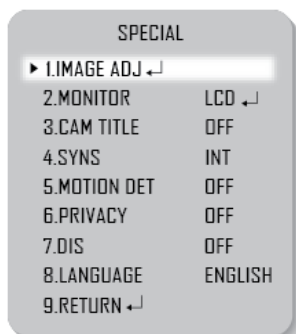 SPECIAL
▶ 1.IMAGE ADJ ↵
2.MONITOR LCD ↵
3.CAM TITLE OFF
4.SYNS INT
5.MOTION DET OFF
6.PRIVACY OFF
7.DIS OFF
8.LANGUAGE ENGLISH
9.RETURN ↵